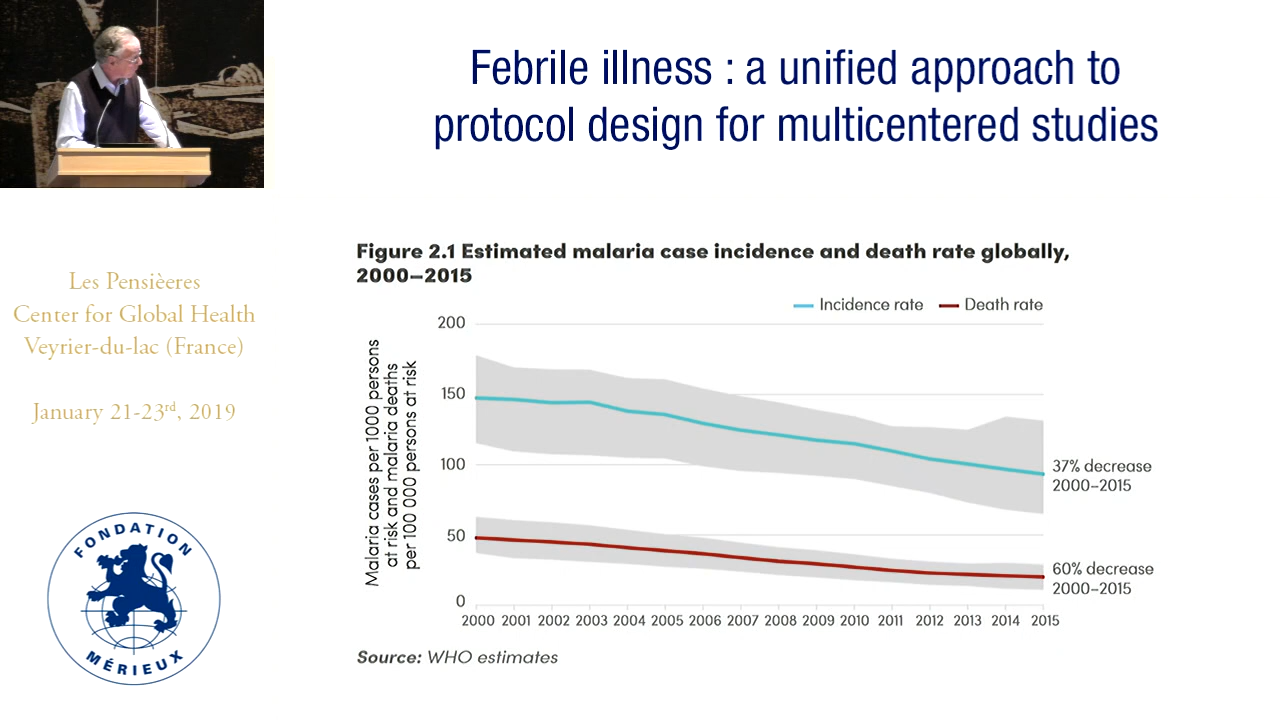 Febrile illness : a unified approach to
protocol design for multicentered studies
Les Pensièeres
Center for Global Health
Veyrier-du-lac (France)
January 21-23rd, 2019
FONDATION
MÉRIEUX
Figure 2.1 Estimated malaria case incidence and death rate globally,
2000–2015
Incidence rate
Death rate
Malaria cases per 1000 persons
at risk and malaria deaths
per 100 000 persons at risk
200
150
100
50
0
37% decrease
2000–2015
60% decrease
2000–2015
2000 2001 2002 2003 2004 2005 2006 2007 2008 2009 2010 2011 2012 2013 2014 2015
Source: WHO estimates